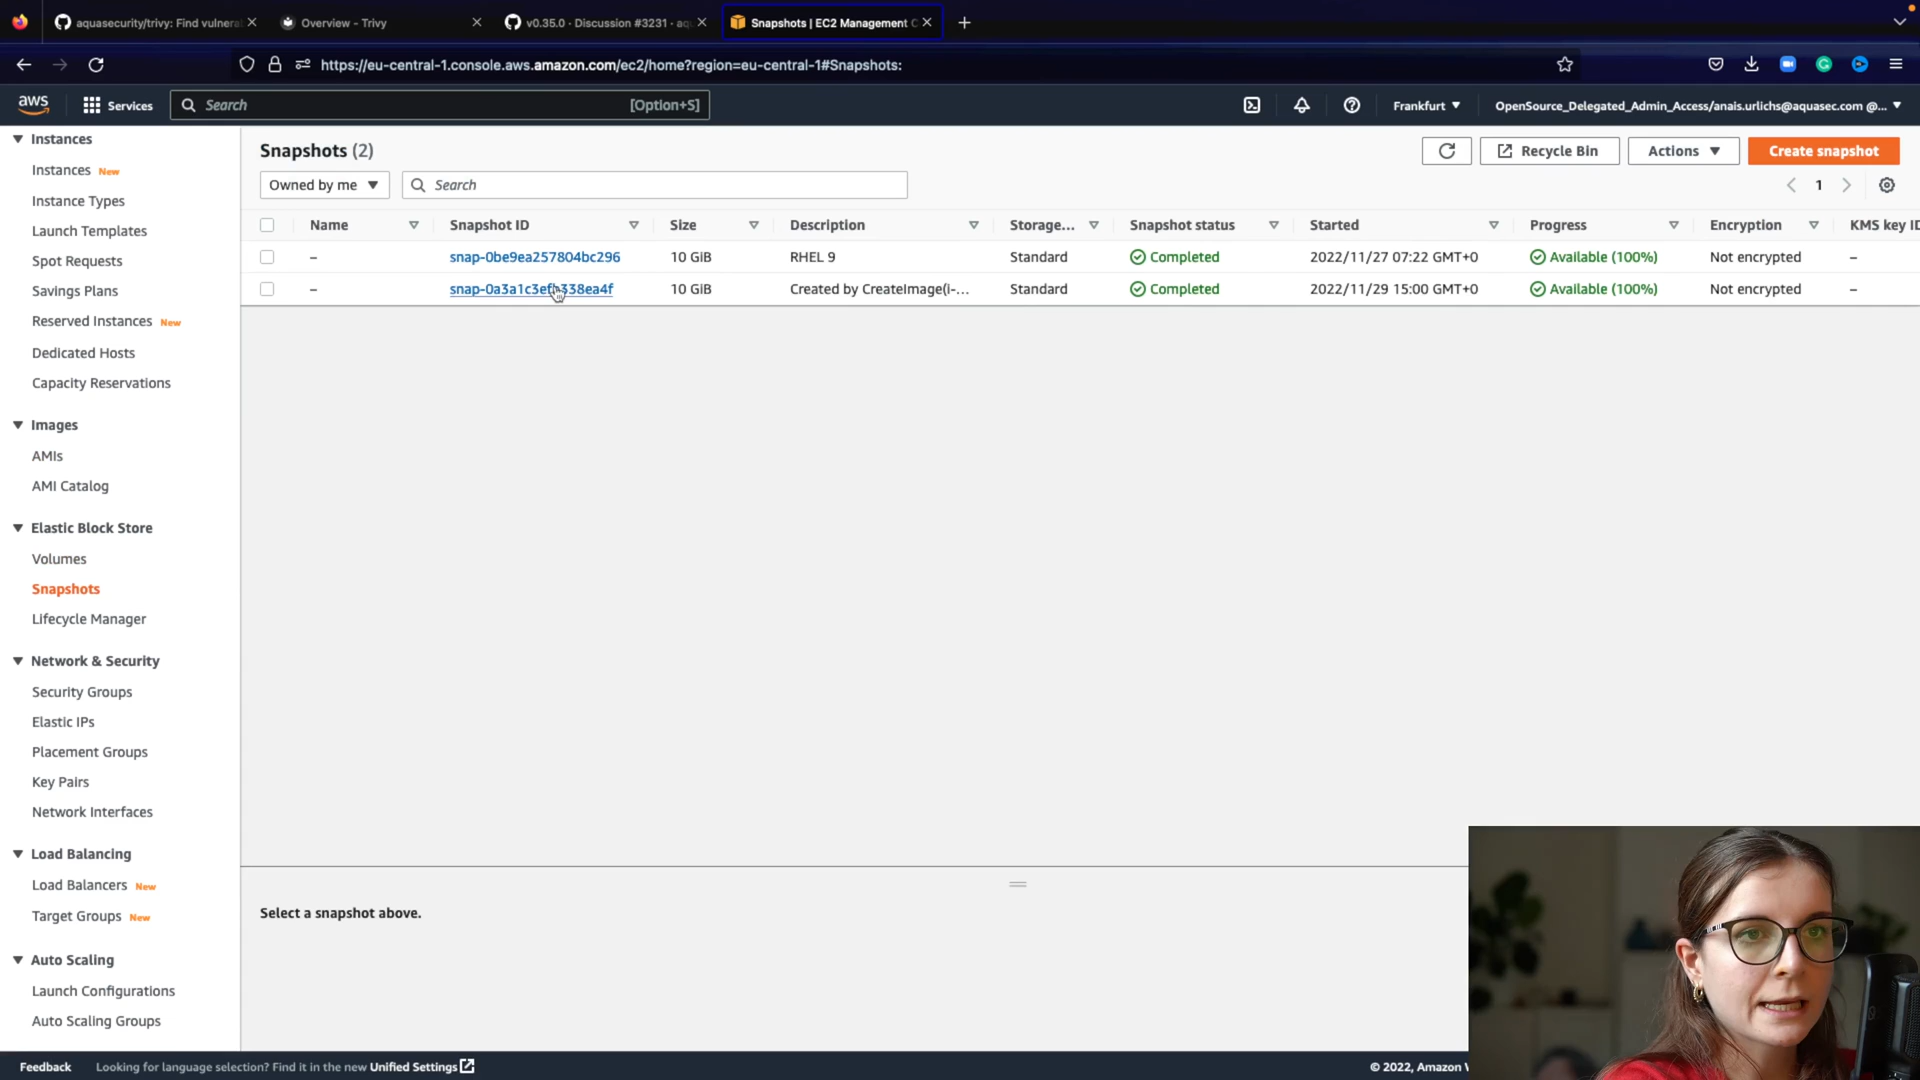 aquasecurity/trivy: Find vulnera
Overview - Trivy
v0.35.0 · Discussion #3231 · aq
Snapshots | EC2 Management C
https://eu-central-1.console.aws.amazon.com/ec2/home?region=eu-central-1#Snapshots:
aws
Services
Search
[Option+S]
Frankfurt
OpenSource_Delegated_Admin_Access/anais.urlichs@aquasec.com @...
Instances
Instances New
Instance Types
Launch Templates
Spot Requests
Savings Plans
Reserved Instances New
Dedicated Hosts
Capacity Reservations
Images
AMIs
AMI Catalog
Elastic Block Store
Volumes
Snapshots
Lifecycle Manager
Network & Security
Security Groups
Elastic IPs
Placement Groups
Key Pairs
Network Interfaces
Load Balancing
Load Balancers New
Target Groups New
Auto Scaling
Launch Configurations
Auto Scaling Groups
Snapshots (2)
Recycle Bin
Actions
Create snapshot
Owned by me
Search
1
Name Snapshot ID Size Description Storage... Snapshot status Started Progress Encryption KMS key ID
– snap-0be9ea257804bc296 10 GiB RHEL 9 Standard Completed 2022/11/27 07:22 GMT+0 Available (100%) Not encrypted –
– 10 GiB Created by CreateImage(i-... Standard Completed 2022/11/29 15:00 GMT+0 Available (100%) Not encrypted –
Select a snapshot above.
Feedback
Looking for language selection? Find it in the new Unified Settings
© 2022, Amazon W